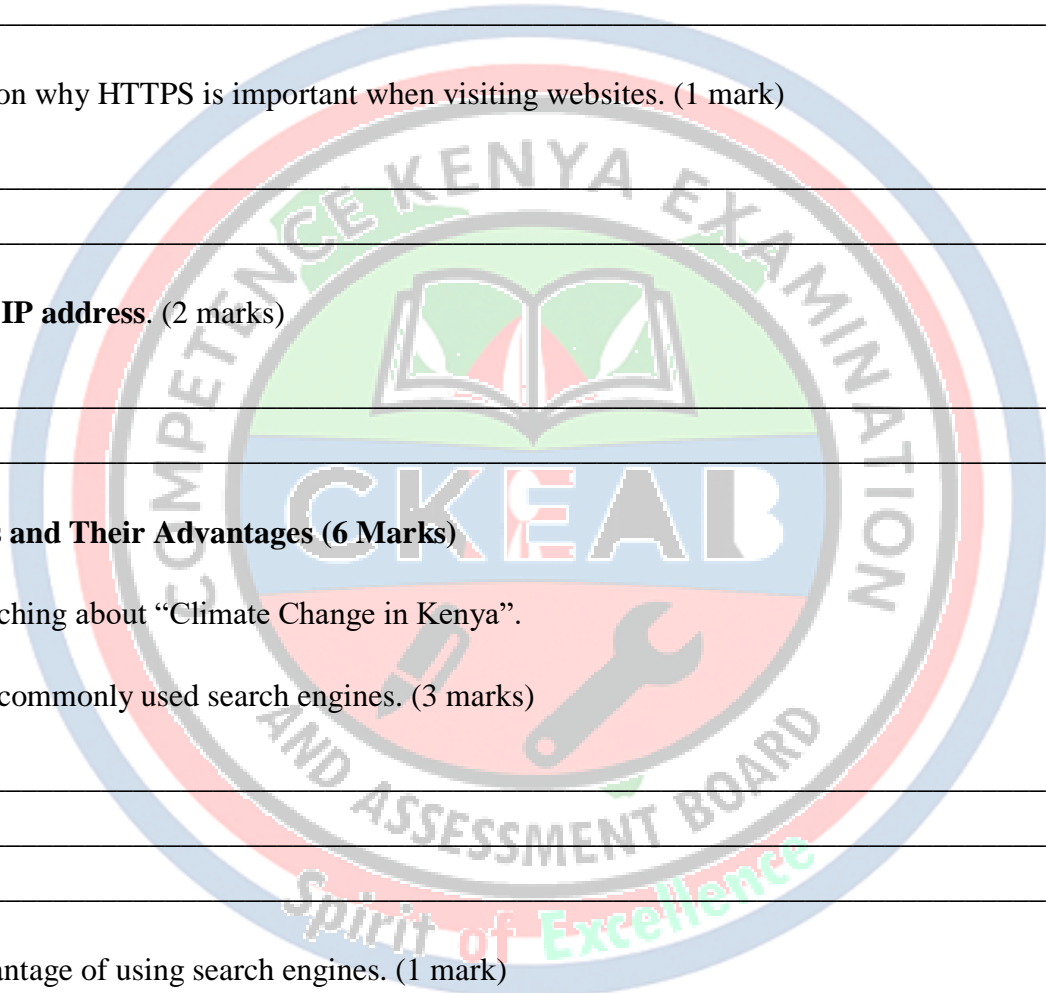 on why HTTPS is important when visiting websites. (1 mark)
IP address. (2 marks)
COMPETENCE KENYA EXAMINATION
AND ASSESSMENT BOARD
CKEAB
s and Their Advantages (6 Marks)
ching about “Climate Change in Kenya”.
commonly used search engines. (3 marks)
Spirit of Excellence
antage of using search engines. (1 mark)